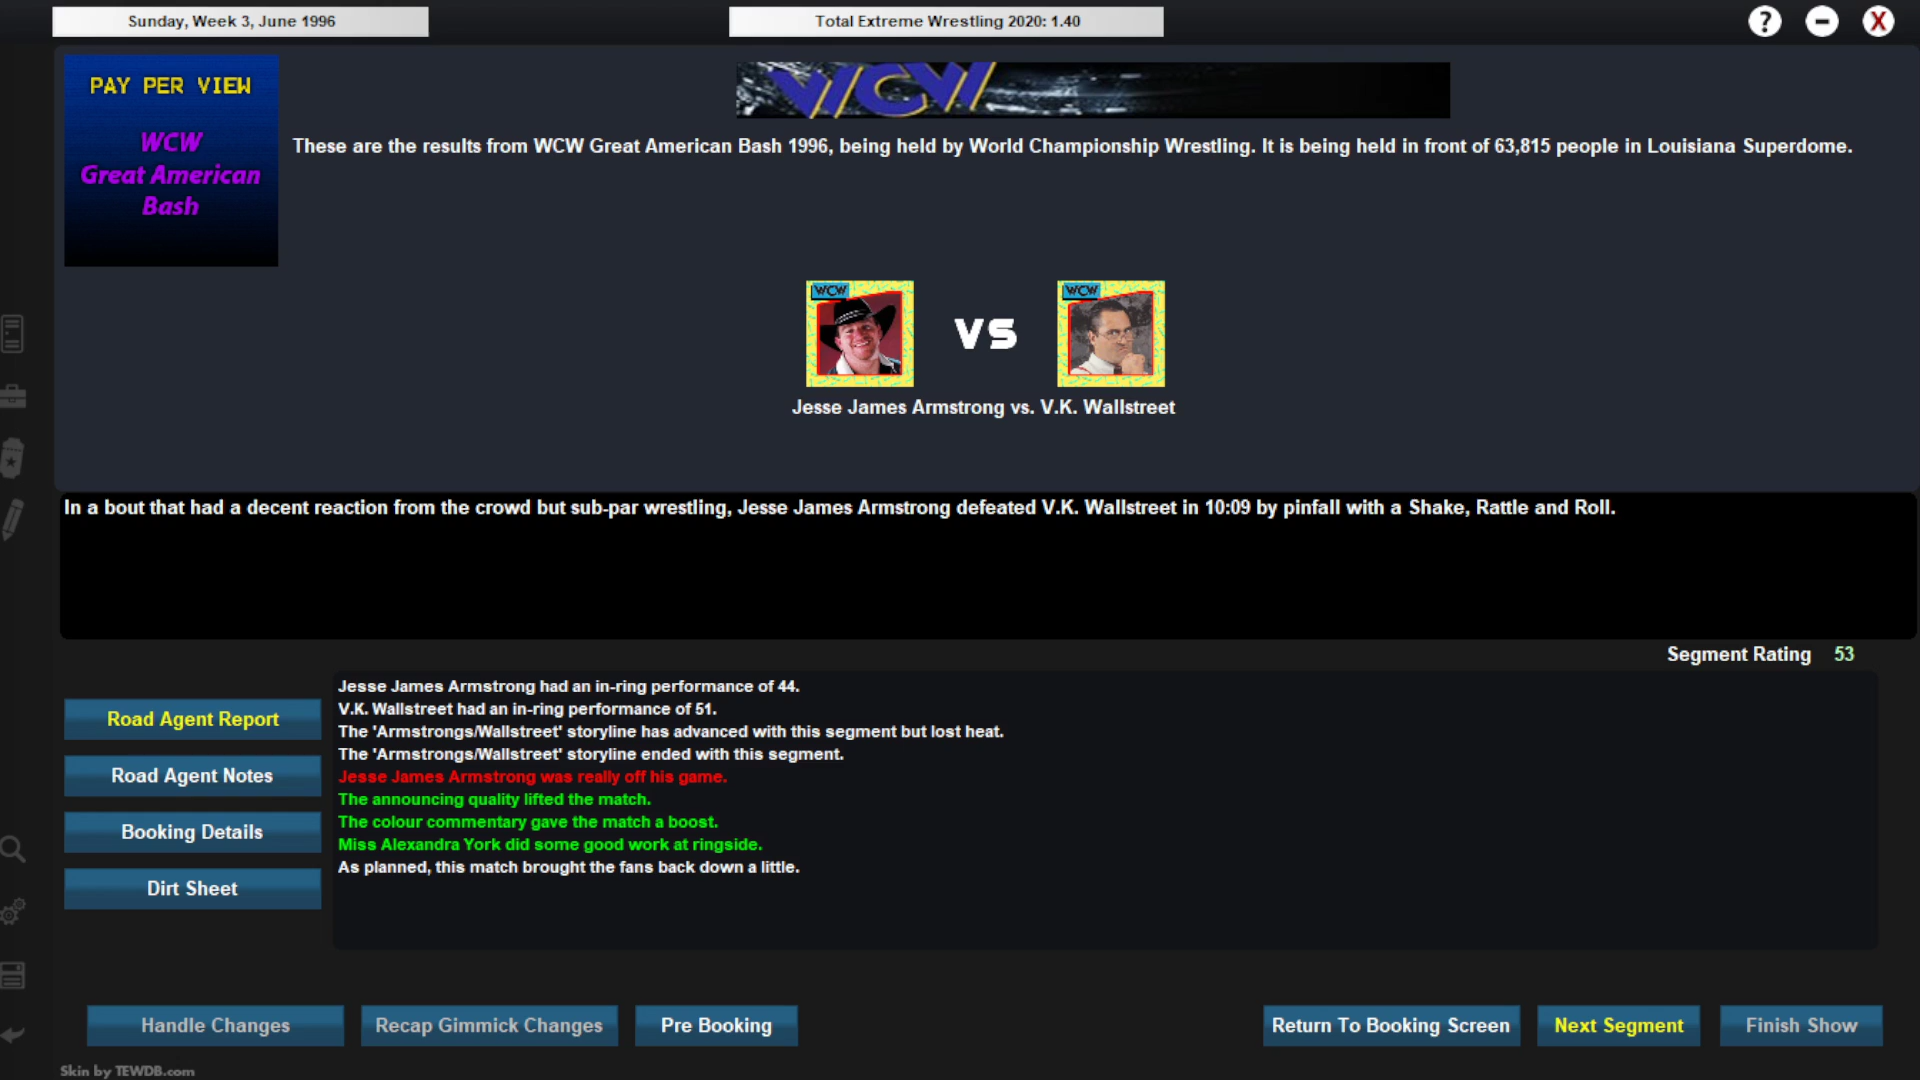 Sunday, Week 3, June 1996
Total Extreme Wrestling 2020: 1.40
?
X
PAY PER VIEW
WCW
Great American
Bash
WCW
These are the results from WCW Great American Bash 1996, being held by World Championship Wrestling. It is being held in front of 63,815 people in Louisiana Superdome.
WCW
VS
WCW
Jesse James Armstrong vs. V.K. Wallstreet
In a bout that had a decent reaction from the crowd but sub-par wrestling, Jesse James Armstrong defeated V.K. Wallstreet in 10:09 by pinfall with a Shake, Rattle and Roll.
Segment Rating 53
Road Agent Report
Road Agent Notes
Booking Details
Dirt Sheet
Jesse James Armstrong had an in-ring performance of 44.
V.K. Wallstreet had an in-ring performance of 51.
The 'Armstrongs/Wallstreet' storyline has advanced with this segment but lost heat.
The 'Armstrongs/Wallstreet' storyline ended with this segment.
Jesse James Armstrong was really off his game.
The announcing quality lifted the match.
The colour commentary gave the match a boost.
Miss Alexandra York did some good work at ringside.
As planned, this match brought the fans back down a little.
Handle Changes
Recap Gimmick Changes
Pre Booking
Return To Booking Screen
Next Segment
Finish Show
Skin by TEWDB.com